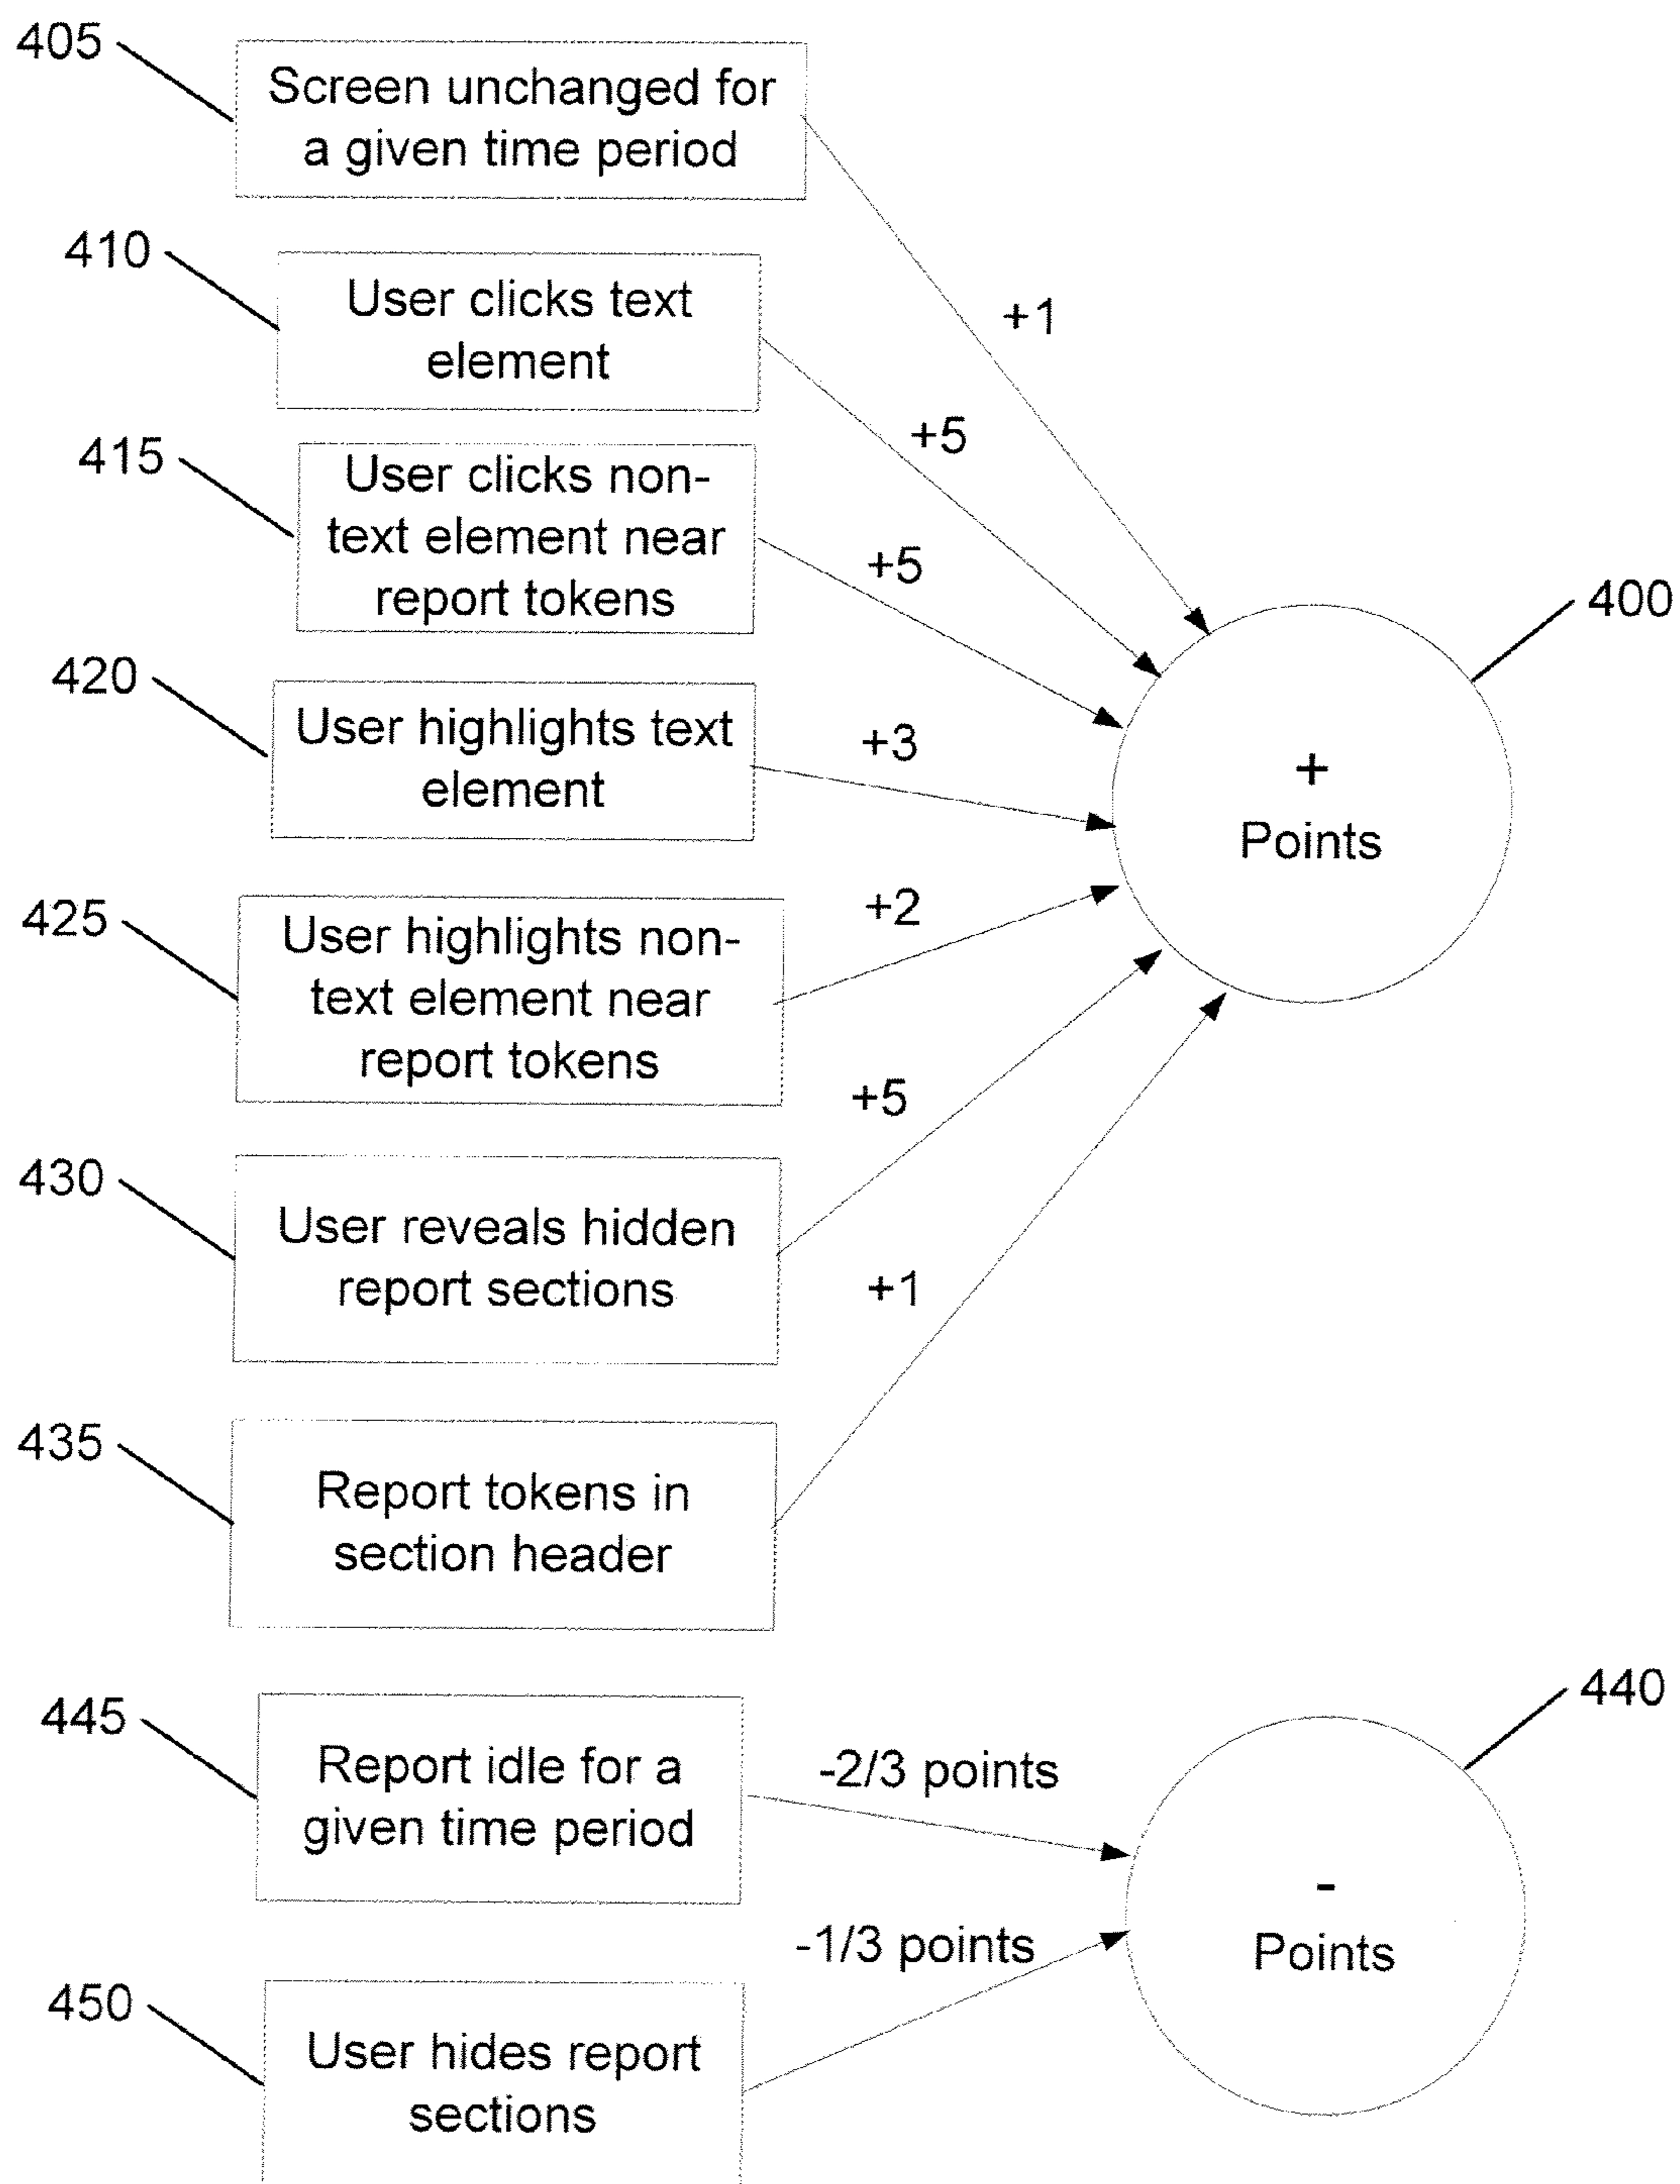 405
Screen unchanged for
a given time period
410
User clicks text
element
+1
415
User clicks non-
text element near
report tokens
+5
+5
400
420
User highlights text
element
+3
+
Points
425
User highlights non-
text element near
report tokens
+2
430
User reveals hidden
report sections
+5
435
Report tokens in
section header
+1
445
Report idle for a
given time period
-2/3 points
440
-
Points
450
User hides report
sections
-1/3 points